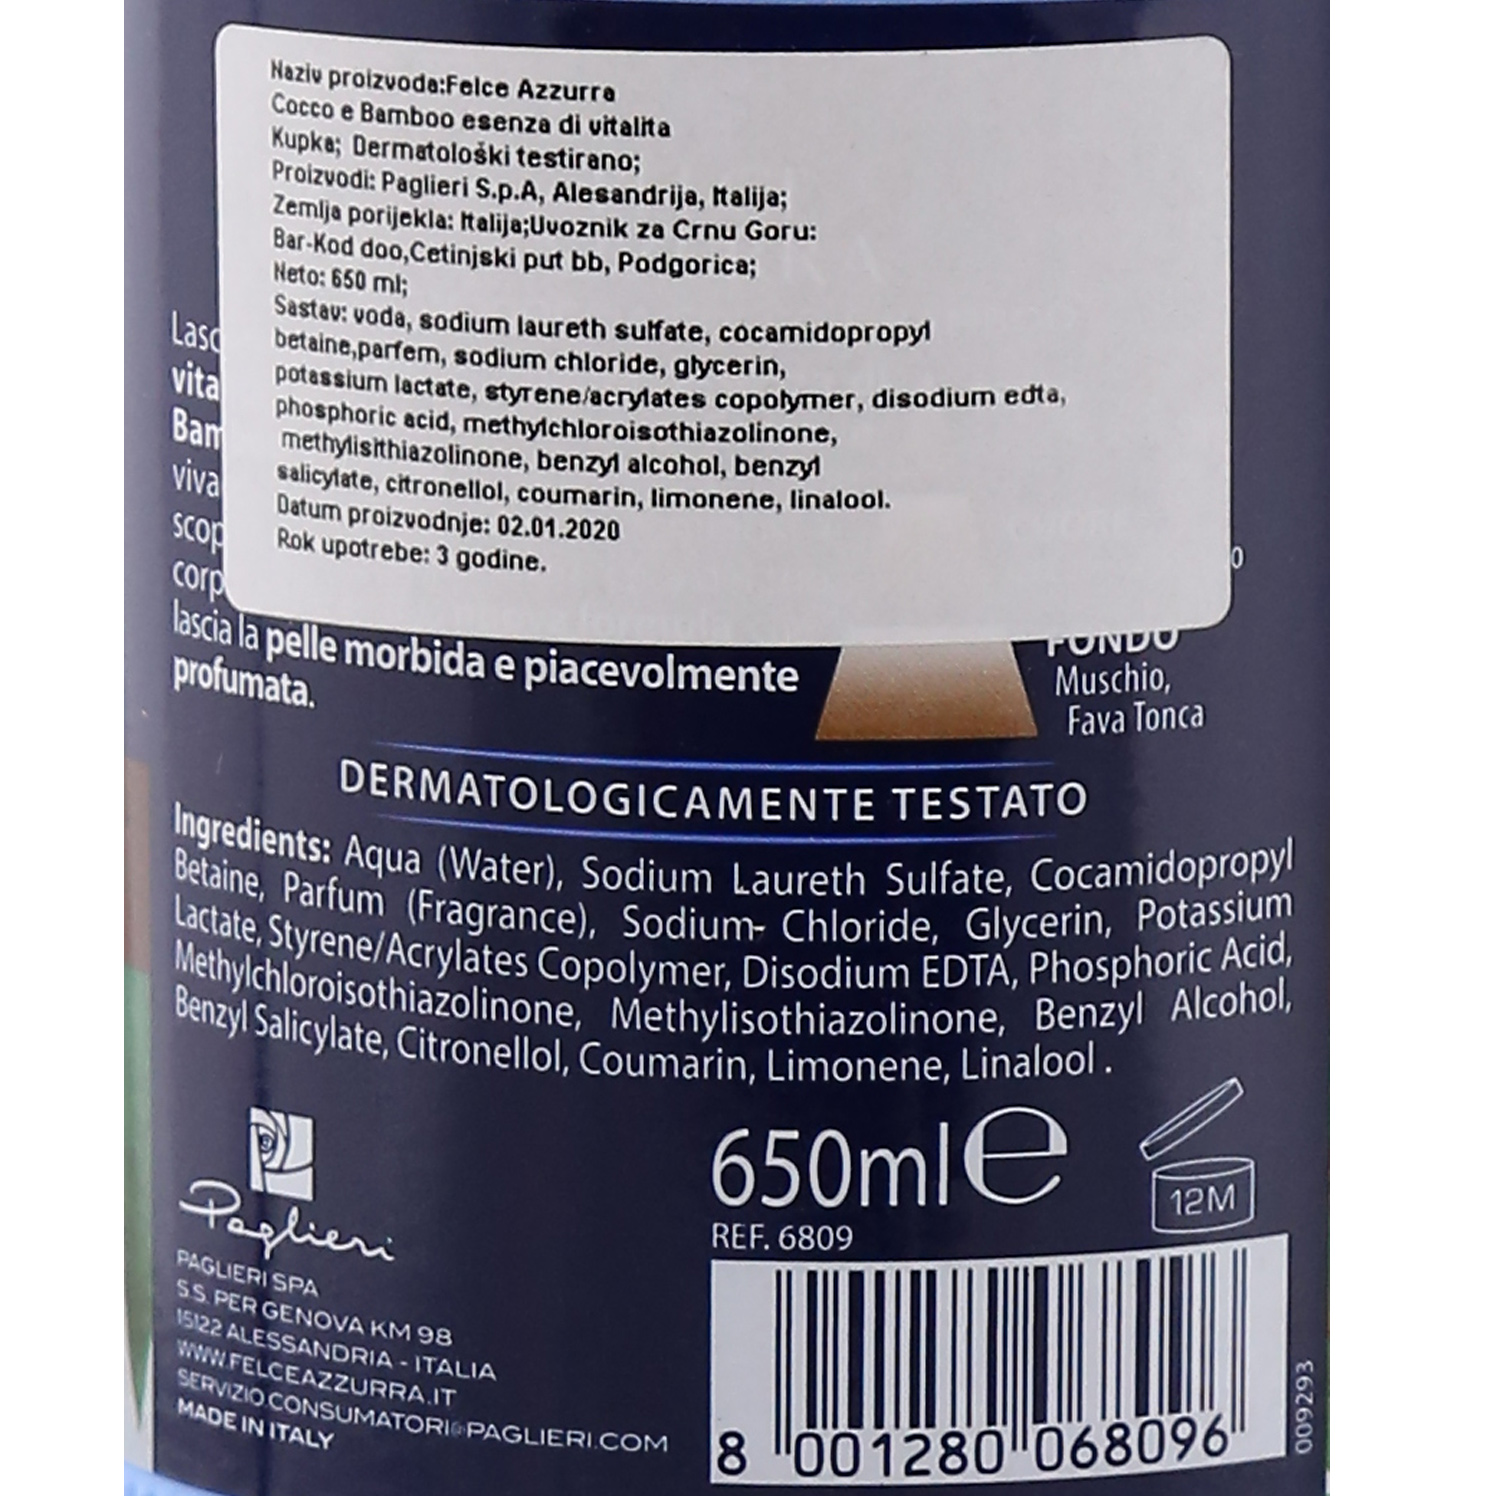 Naziv proizvoda:Felce Azzurra
Cocco e Bamboo esenza di vitalita
Kupka; Dermatološki testirano;
Proizvodi: Paglieri S.p.A, Alesandrija, Italija;
Zemlja porijekla: Italija;Uvoznik za Crnu Goru:
Bar-Kod doo,Cetinjski put bb, Podgorica;
Neto: 650 ml;
Sastav: voda, sodium laureth sulfate, cocamidopropyl
betaine,parfem, sodium chloride, glycerin,
potassium lactate, styrene/acrylates copolymer, disodium edta,
phosphoric acid, methylchloroisothiazolinone,
methylisithiazolinone, benzyl alcohol, benzyl
salicylate, citronellol, coumarin, limonene, linalool.
Datum proizvodnje: 02.01.2020
Rok upotrebe: 3 godine.
lascia la pelle morbida e piacevolmente
profumata.
FONDO
Muschio,
Fava Tonca
DERMATOLOGICAMENTE TESTATO
Ingredients: Aqua (Water), Sodium Laureth Sulfate, Cocamidopropyl
Betaine, Parfum (Fragrance), Sodium- Chloride, Glycerin, Potassium
Lactate, Styrene/Acrylates Copolymer, Disodium EDTA, Phosphoric Acid,
Methylchloroisothiazolinone, Methylisothiazolinone, Benzyl Alcohol,
Benzyl Salicylate, Citronellol, Coumarin, Limonene, Linalool .
650ml e
12M
REF. 6809
Paglieri
PAGLIERI SPA
S.S. PER GENOVA KM 98
15122 ALESSANDRIA - ITALIA
WWW.FELCEAZZURRA.IT
SERVIZIO.CONSUMATORI@PAGLIERI.COM
MADE IN ITALY
8 001280 068096
009293